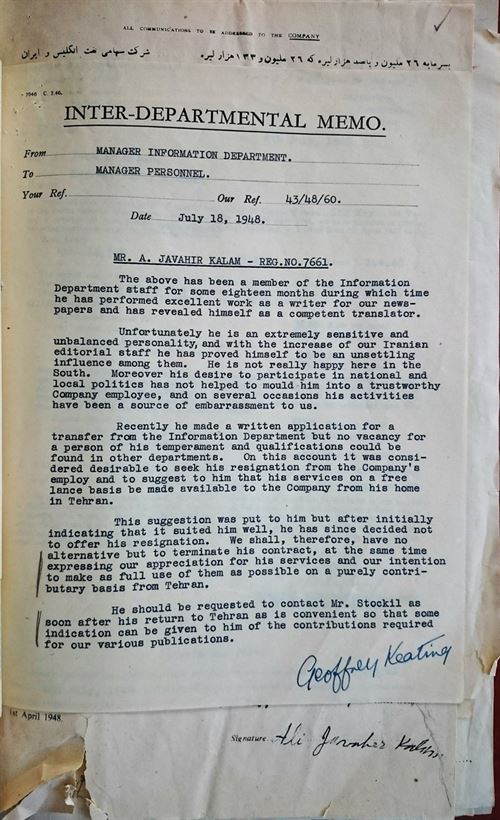 ALL COMMUNICATIONS TO BE ADDRESSED TO THE COMPANY
شرکت سهامی نفت انگلیس و ایران
بسرمایه ۲۶ ملیون و پانصد هزار لیره که ۲۶ ملیون و ۱۳۳ هزار لیره
1946 C. 2.46.
INTER-DEPARTMENTAL MEMO.
From MANAGER INFORMATION DEPARTMENT.
To MANAGER PERSONNEL.
Your Ref. Our Ref. 43/48/60.
Date July 18, 1948.
MR. A. JAVAHIR KALAM - REG.NO.7661.
The above has been a member of the Information
Department staff for some eighteen months during which time
he has performed excellent work as a writer for our news-
papers and has revealed himself as a competent translator.
Unfortunately he is an extremely sensitive and
unbalanced personality, and with the increase of our Iranian
editorial staff he has proved himself to be an unsettling
influence among them. He is not really happy here in the
South. Moreover his desire to participate in national and
local politics has not helped to mould him into a trustworthy
Company employee, and on several occasions his activities
have been a source of embarrassment to us.
Recently he made a written application for a
transfer from the Information Department but no vacancy for
a person of his temperament and qualifications could be
found in other departments. On this account it was consi-
dered desirable to seek his resignation from the Company's
employ and to suggest to him that his services on a free
lance basis be made available to the Company from his home
in Tehran.
This suggestion was put to him but after initially
indicating that it suited him well, he has since decided not
to offer his resignation. We shall, therefore, have no
alternative but to terminate his contract, at the same time
expressing our appreciation for his services and our intention
to make as full use of them as possible on a purely contri-
butary basis from Tehran.
He should be requested to contact Mr. Stockil as
soon after his return to Tehran as is convenient so that some
indication can be given to him of the contributions required
for our various publications.
Geoffrey Keating
1st April 1948.
Signature Ali Javaher Kalam